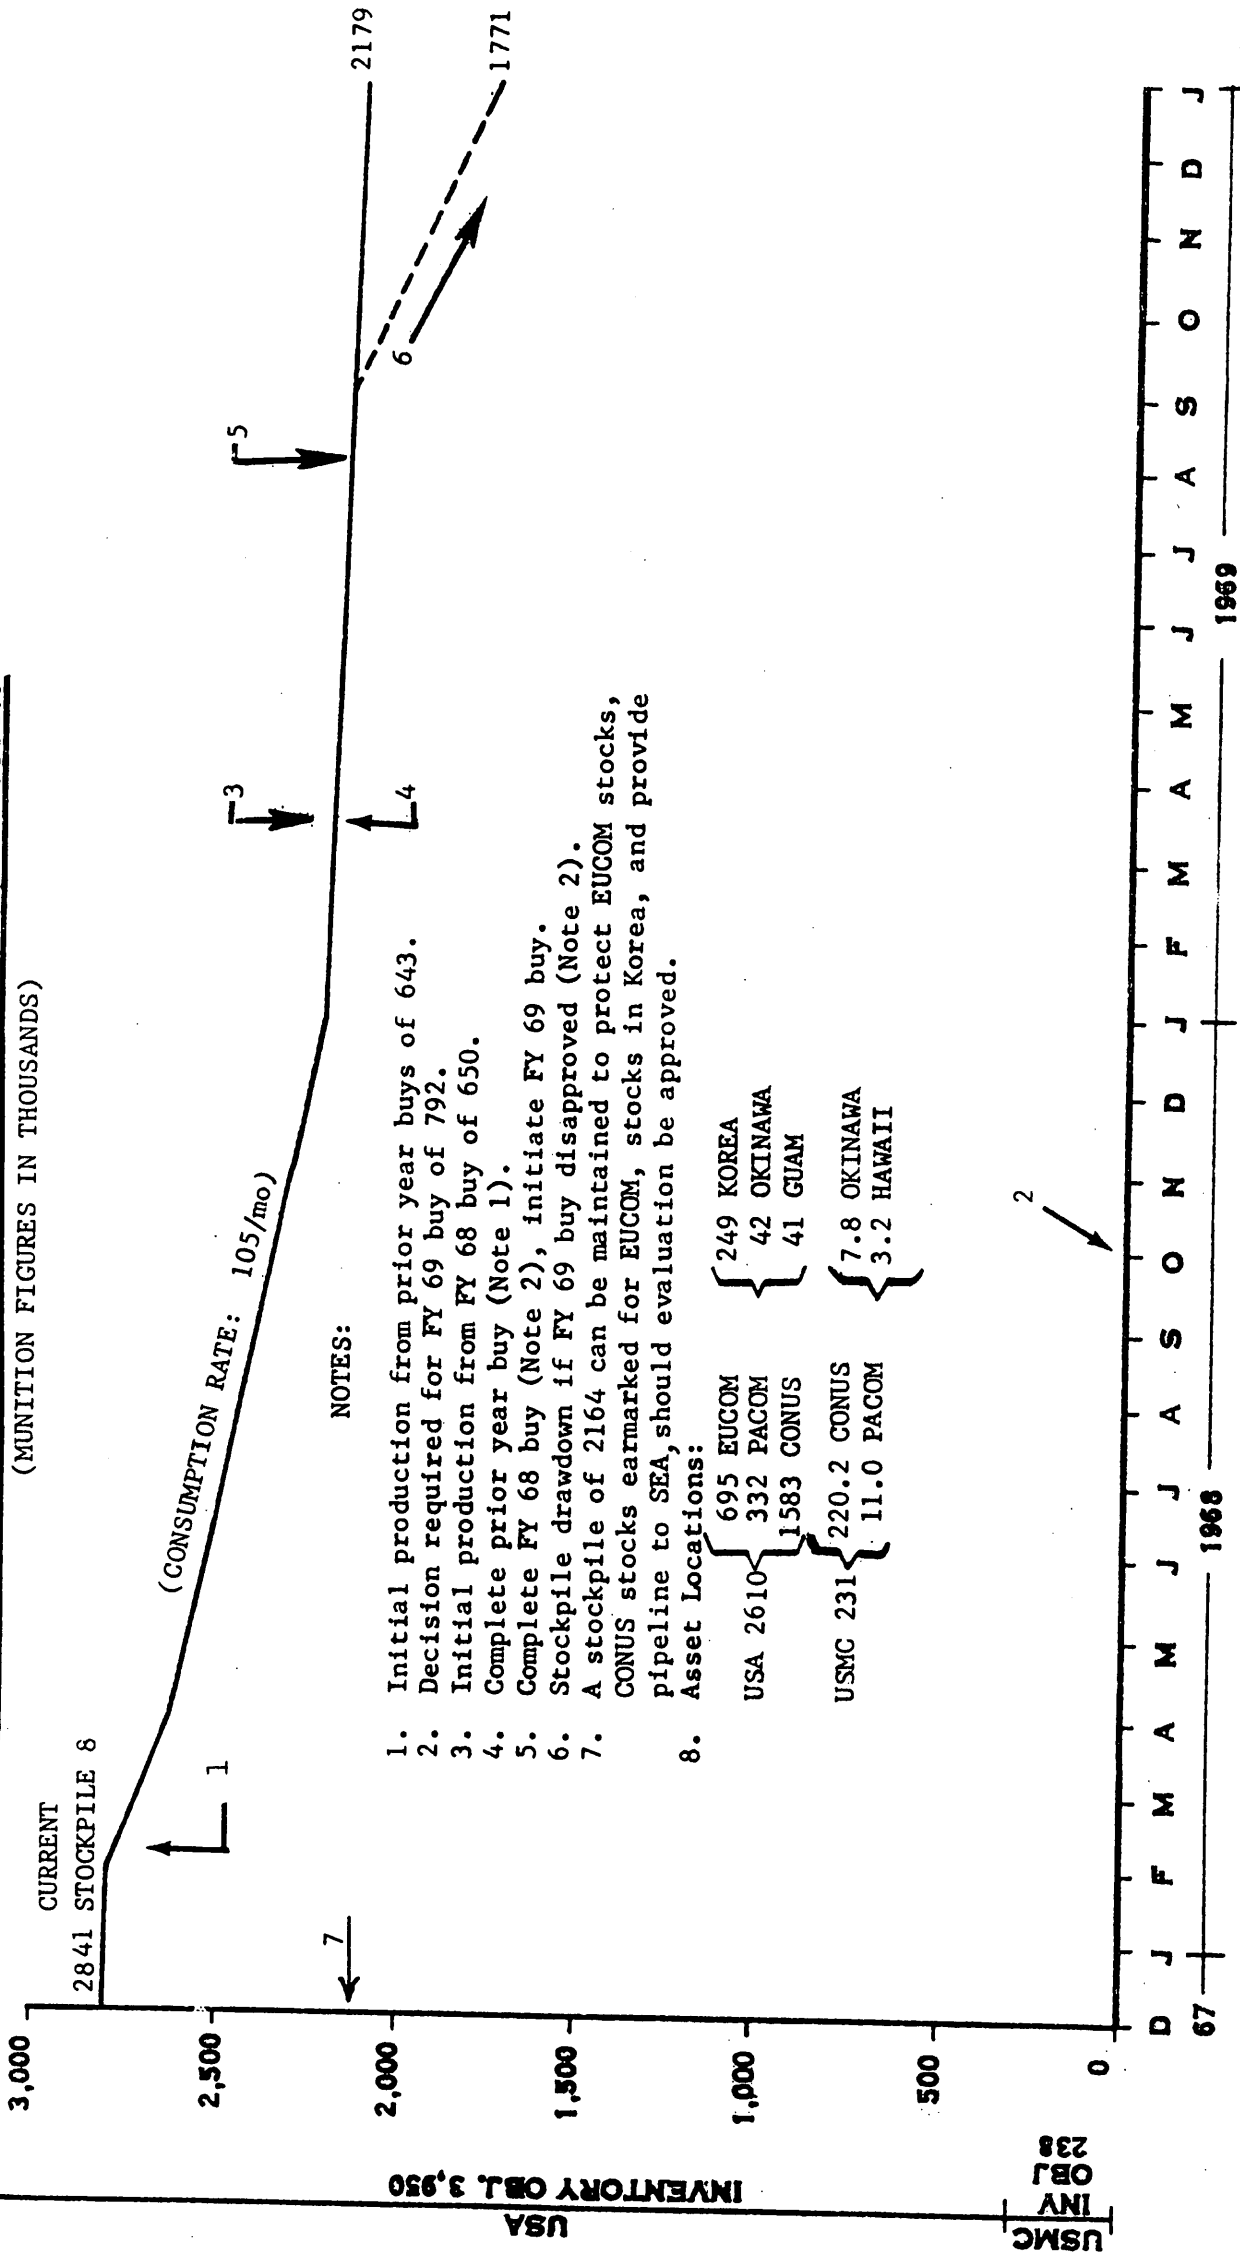 (MUNITION FIGURES IN THOUSANDS)
3,000
2,500
2,000
1,500
1,000
500
0
USA
INVENTORY OBJ. 3,950
USMC
INV
OBJ
238
CURRENT
2841 STOCKPILE 8
1
7
(CONSUMPTION RATE: 105/mo)
3
4
5
6
2179
1771
2
NOTES:
1. Initial production from prior year buys of 643.
2. Decision required for FY 69 buy of 792.
3. Initial production from FY 68 buy of 650.
4. Complete prior year buy (Note 1).
5. Complete FY 68 buy (Note 2), initiate FY 69 buy.
6. Stockpile drawdown if FY 69 buy disapproved (Note 2).
7. A stockpile of 2164 can be maintained to protect EUCOM stocks,
CONUS stocks earmarked for EUCOM, stocks in Korea, and provide
pipeline to SEA, should evaluation be approved.
8. Asset Locations:
695 EUCOM 249 KOREA
USA 2610 332 PACOM 42 OKINAWA
1583 CONUS 41 GUAM
USMC 231 220.2 CONUS 7.8 OKINAWA
11.0 PACOM 3.2 HAWAII
D J F M A M J J A S O N D J F M A M J J A S O N D J
67 1968 1969